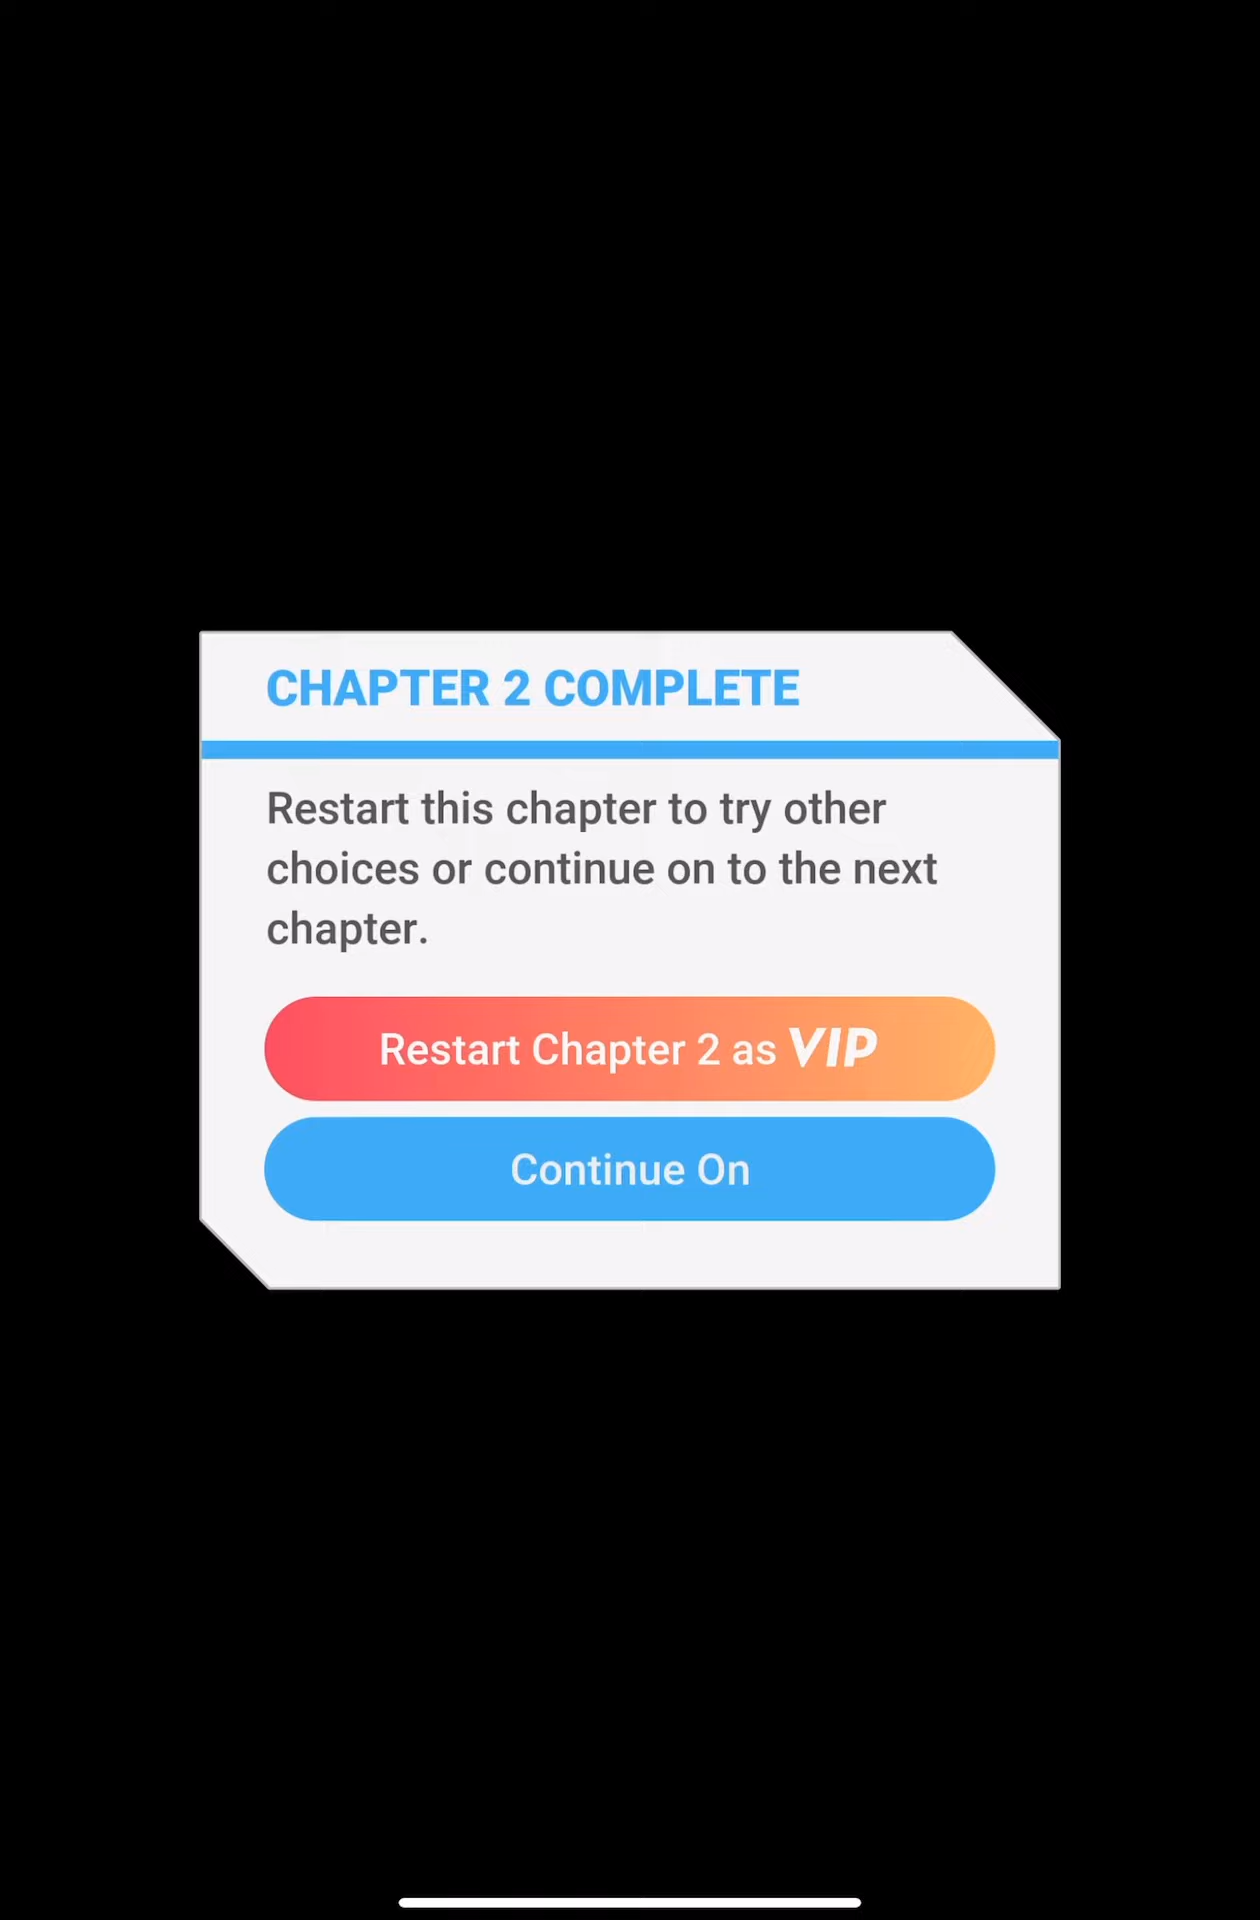 CHAPTER 2 COMPLETE
Restart this chapter to try other
choices or continue on to the next
chapter.
Restart Chapter 2 as VIP
Continue On